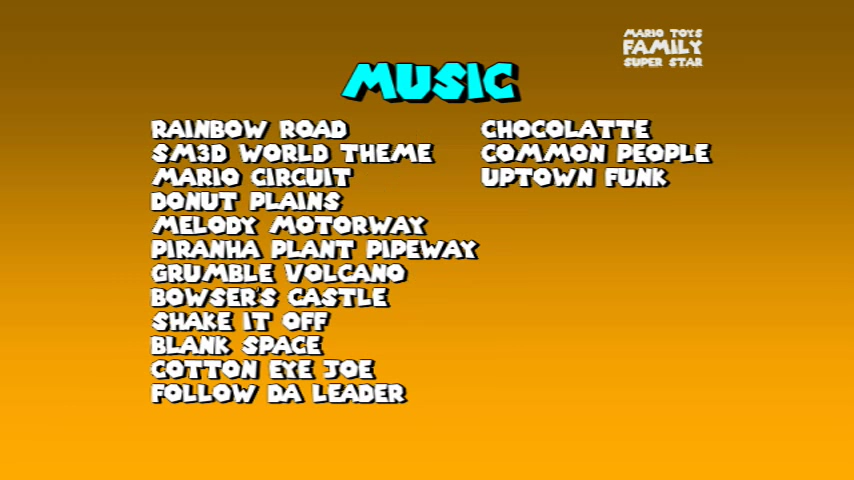 MARIO TOYS
FAMILY
SUPER STAR
MUSIC
RAINBOW ROAD
SM3D WORLD THEME
MARIO CIRCUIT
DONUT PLAINS
MELODY MOTORWAY
PIRANHA PLANT PIPEWAY
GRUMBLE VOLCANO
BOWSER'S CASTLE
SHAKE IT OFF
BLANK SPACE
COTTON EYE JOE
FOLLOW DA LEADER
CHOCOLATTE
COMMON PEOPLE
UPTOWN FUNK